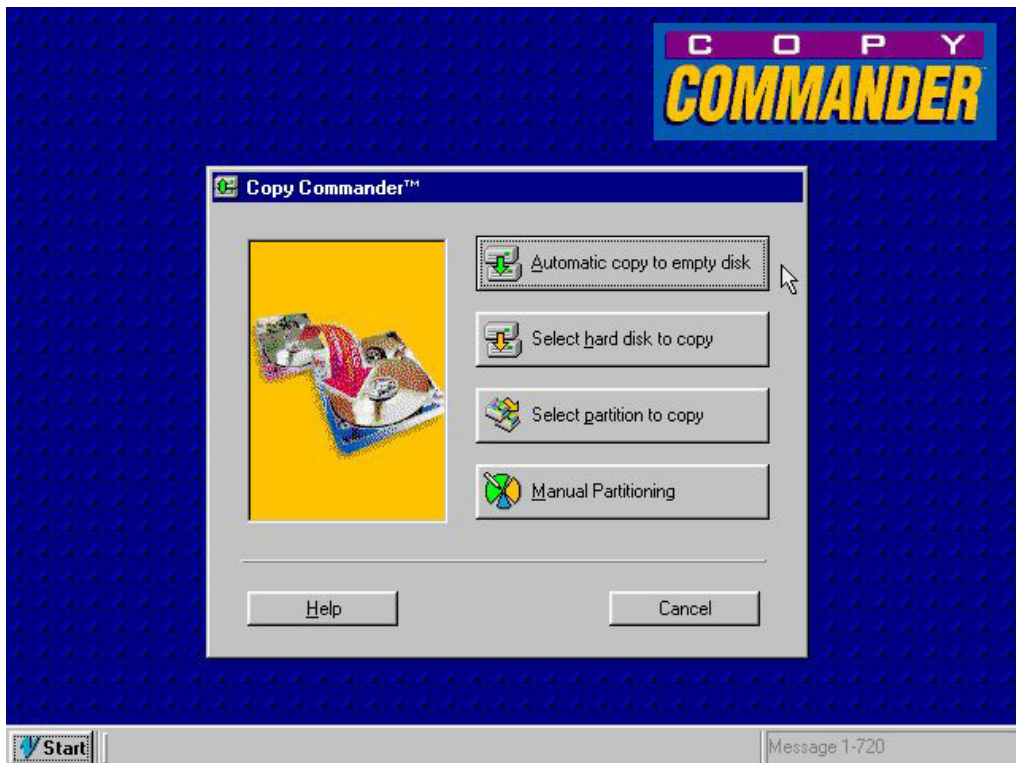 COPY
COMMANDER
Copy Commander™
Automatic copy to empty disk
Select hard disk to copy
Select partition to copy
Manual Partitioning
Help
Cancel
Start
Message 1-720